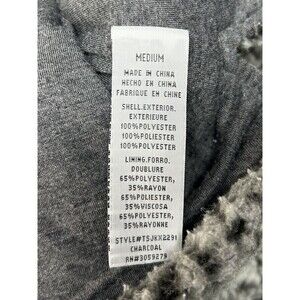 MEDIUM
MADE IN CHINA
HECHO EN CHINA
FABRIQUE EN CHINE
SHELL.EXTERIOR.
EXTERIEURE
100%POLYESTER
100%POLIESTER
100%POLYESTER
LINING.FORRO.
DOUBLURE
65%POLYESTER,
35%RAYON
65%POLIESTER,
35%VISCOSA
65%POLYESTER,
35%RAYONNE
STYLE#TSJKX2291
CHARCOAL
RN#3059279